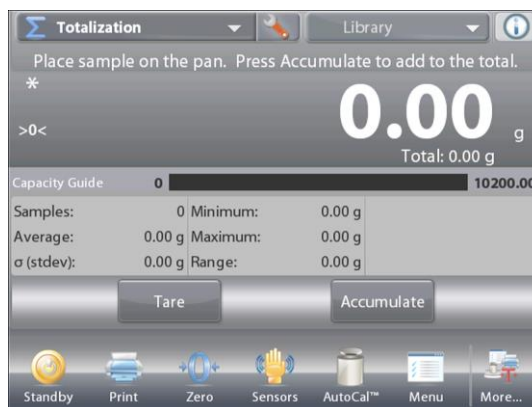 Σ Totalization Library
Place sample on the pan. Press Accumulate to add to the total.
*
0.00 g
>0<
Total: 0.00 g
Capacity Guide 0 10200.00
Samples: 0 Minimum: 0.00 g
Average: 0.00 g Maximum: 0.00 g
σ (stdev): 0.00 g Range: 0.00 g
Tare Accumulate
Standby Print Zero Sensors AutoCal™ Menu More...